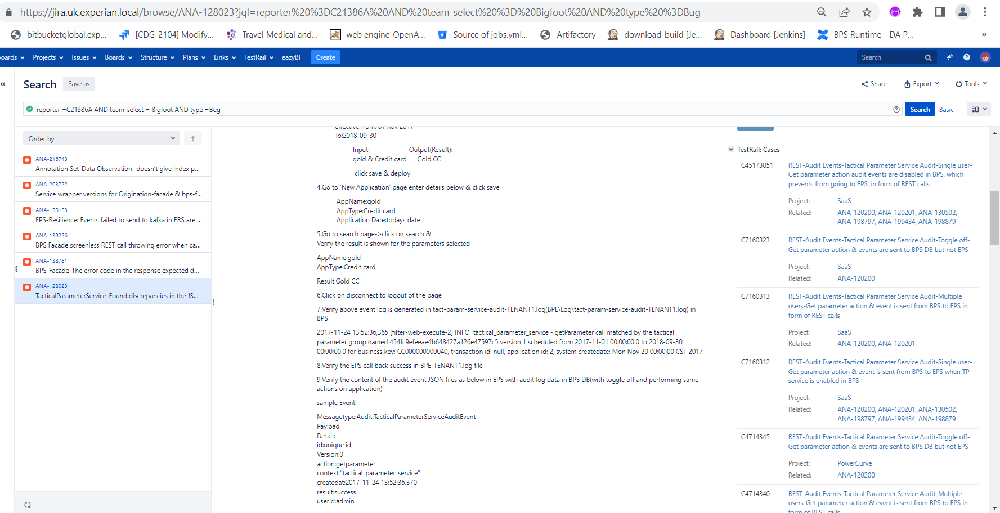 https://jira.uk.experian.local/browse/ANA-128023?jql=reporter%20%3DC21386A%20AND%20team_select%20%3D%20Bigfoot%20AND%20type%20%3DBug
bitbucketglobal.exp... [CDG-2104] Modify... Travel Medical and... web engine-OpenA... Source of jobs.yml... Artifactory download-build [Je... Dashboard [Jenkins] BPS Runtime - DA P... »
oards Projects Issues Boards Structure Plans Links TestRail eazyBI Create Search
Search Save as Share Export Tools
reporter =C21386A AND team_select = Bigfoot AND type =Bug Search Basic
Order by
ANA-216743
Annotation Set-Data Observation- doesn't give index p...
ANA-203722
Service wrapper versions for Origination-facade & bps-f...
ANA-150153
EPS-Resilience: Events failed to send to kafka in ERS are ...
ANA-139226
BPS Facade screenless REST call throwing error when ca...
ANA-138781
BPS-Facade-The error code in the response expected d...
ANA-128023
TacticalParameterService-Found discrepancies in the JS...
effective from: 01 nov 2017
To:2018-09-30
Input: Output(Result):
gold & Credit card Gold CC
click save & deploy
4.Go to 'New Application' page enter details below & click save
AppName:gold
AppType:Credit card
Application Date:todays date
5.Go to search page->click on search &
Verify the result is shown for the parameters selected
AppName:gold
AppType:Credit card
Result:Gold CC
6.Click on disconnect to logout of the page
7.Verify above event log is generated in tact-param-service-audit-TENANT1.log(BPE\Log\tact-param-service-audit-TENANT1.log) in
BPS
2017-11-24 13:52:36,365 [filter-web-execute-2] INFO tactical_parameter_service - getParameter call matched by the tactical
parameter group named 454fc9efeeae4b648427a126e47597c5 version 1 scheduled from 2017-11-01 00:00:00.0 to 2018-09-30
00:00:00.0 for business key: CC000000000040, transaction id: null, application id: 2, system createdate: Mon Nov 20 00:00:00 CST 2017
8.Verify the EPS call back success in BPE-TENANT1.log file
9.Verify the content of the audit event JSON files as below in EPS with audit log data in BPS DB(with toggle off and performing same
actions on application)
sample Event:
Messagetype:Audit:TacticalParameterServiceAuditEvent
Payload:
Detail:
id:unique id
Version:0
action:getparameter
context:"tactical_parameter_service"
createdat:2017-11-24 13:52:36.370
result:success
userId:admin
TestRail: Cases
C45173051 REST-Audit Events-Tactical Parameter Service Audit-Single user-
Get parameter action audit events are disabled in BPS, which
prevents from going to EPS, in form of REST calls
Project: SaaS
Related: ANA-120200, ANA-120201, ANA-130502,
ANA-198797, ANA-199434, ANA-198879
C7160323 REST-Audit Events-Tactical Parameter Service Audit-Toggle off-
Get parameter action & events are sent to BPS DB but not EPS
Project: SaaS
Related: ANA-120200
C7160313 REST-Audit Events-Tactical Parameter Service Audit-Multiple
users-Get parameter action & event is sent from BPS to EPS in
form of REST calls
Project: SaaS
Related: ANA-120200, ANA-120201
C7160312 REST-Audit Events-Tactical Parameter Service Audit-Single user-
Get parameter action & event is sent from BPS to EPS when TP
service is enabled in BPS
Project: SaaS
Related: ANA-120200, ANA-120201, ANA-130502,
ANA-198797, ANA-199434, ANA-198879
C4714345 REST-Audit Events-Tactical Parameter Service Audit-Toggle off-
Get parameter action & events are sent to BPS DB but not EPS
Project: PowerCurve
Related: ANA-120200
C4714340 REST-Audit Events-Tactical Parameter Service Audit-Multiple
users-Get parameter action & event is sent from BPS to EPS in
form of REST calls